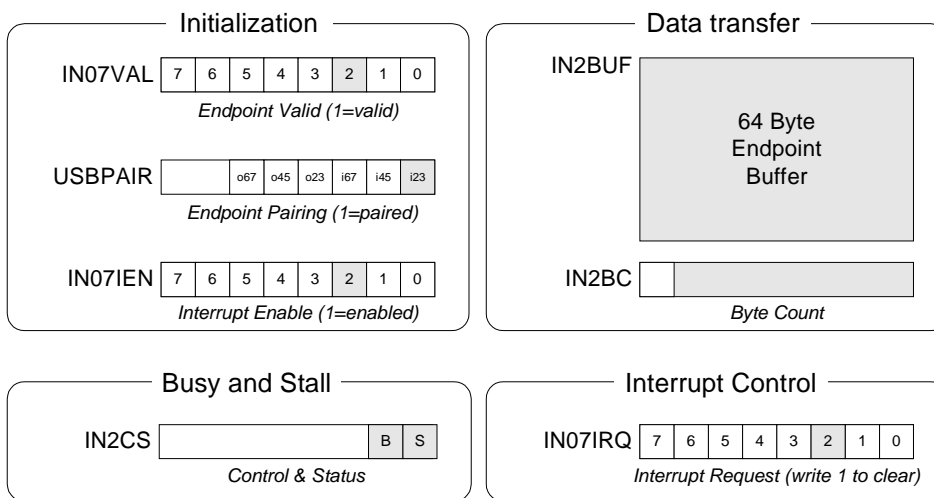 Initialization
IN07VAL 7 6 5 4 3 2 1 0
Endpoint Valid (1=valid)
USBPAIR o67 o45 o23 i67 i45 i23
Endpoint Pairing (1=paired)
IN07IEN 7 6 5 4 3 2 1 0
Interrupt Enable (1=enabled)
Data transfer
IN2BUF
64 Byte
Endpoint
Buffer
IN2BC
Byte Count
Busy and Stall
IN2CS B S
Control & Status
Interrupt Control
IN07IRQ 7 6 5 4 3 2 1 0
Interrupt Request (write 1 to clear)